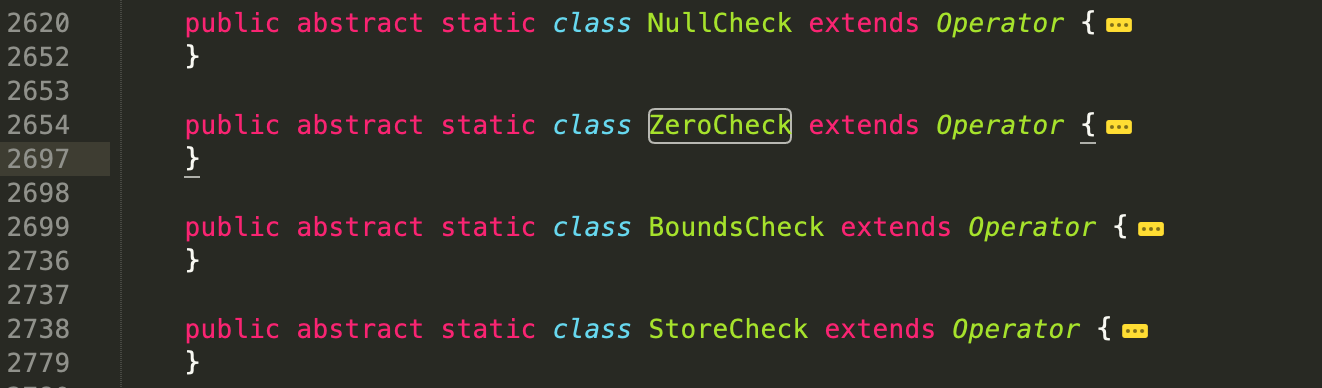 2620 public abstract static class NullCheck extends Operator {
2652 }
2653
2654 public abstract static class ZeroCheck extends Operator {
2697 }
2698
2699 public abstract static class BoundsCheck extends Operator {
2736 }
2737
2738 public abstract static class StoreCheck extends Operator {
2779 }